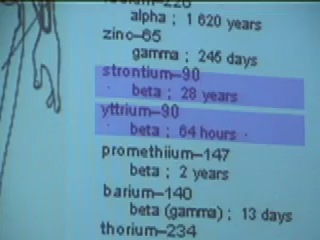 alpha ; 1 620 years
zinc–65
gamma ; 245 days
strontium–90
beta ; 28 years
yttrium–90
beta ; 64 hours
promethiium–147
beta ; 2 years
barium–140
beta (gamma) ; 13 days
thorium–234